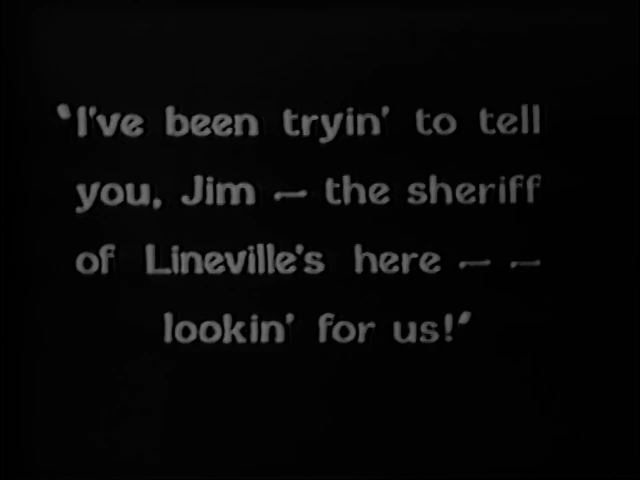 ‛I've been tryin' to tell
you, Jim — the sheriff
of Lineville's here — —
lookin' for us!‛